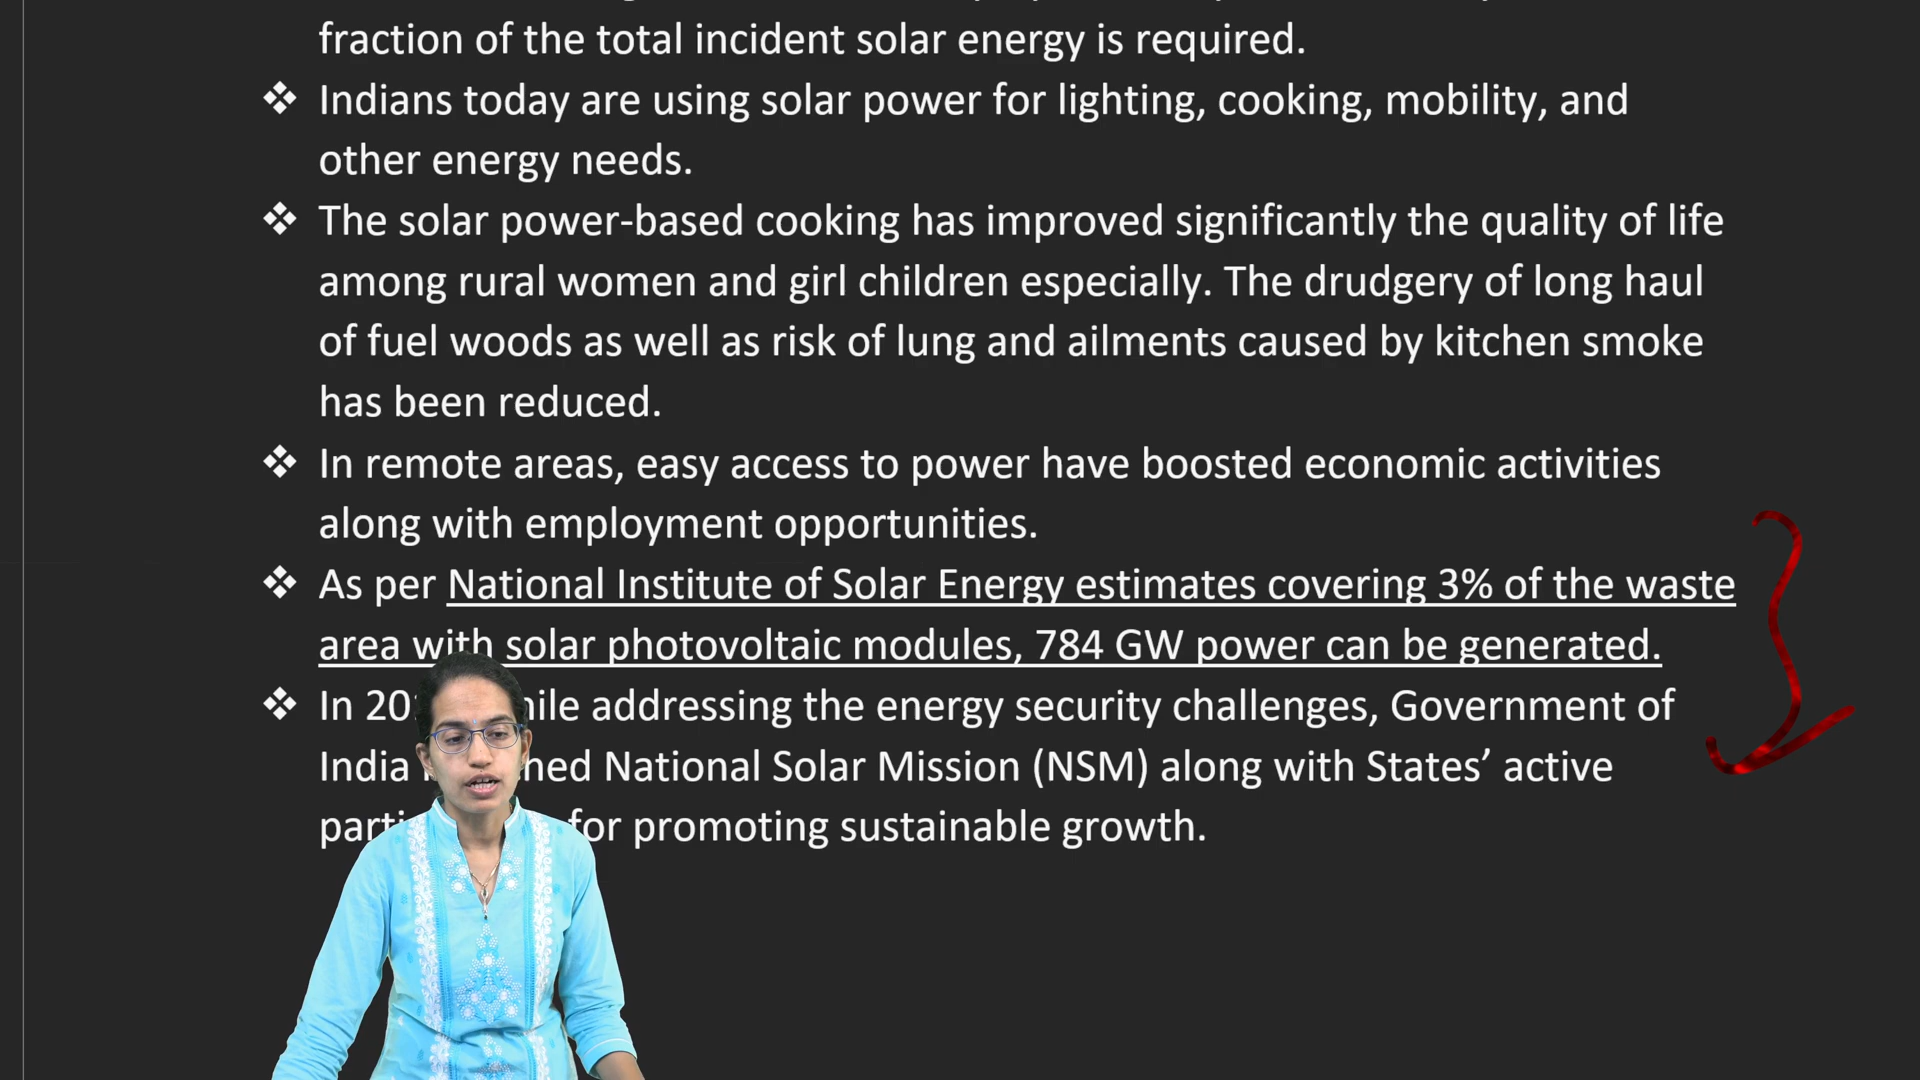 fraction of the total incident solar energy is required.
❖ Indians today are using solar power for lighting, cooking, mobility, and
other energy needs.
❖ The solar power-based cooking has improved significantly the quality of life
among rural women and girl children especially. The drudgery of long haul
of fuel woods as well as risk of lung and ailments caused by kitchen smoke
has been reduced.
❖ In remote areas, easy access to power have boosted economic activities
along with employment opportunities.
❖ As per National Institute of Solar Energy estimates covering 3% of the waste
area with solar photovoltaic modules, 784 GW power can be generated.
❖ In addressing the energy security challenges, Government of
India National Solar Mission (NSM) along with States’ active
for promoting sustainable growth.